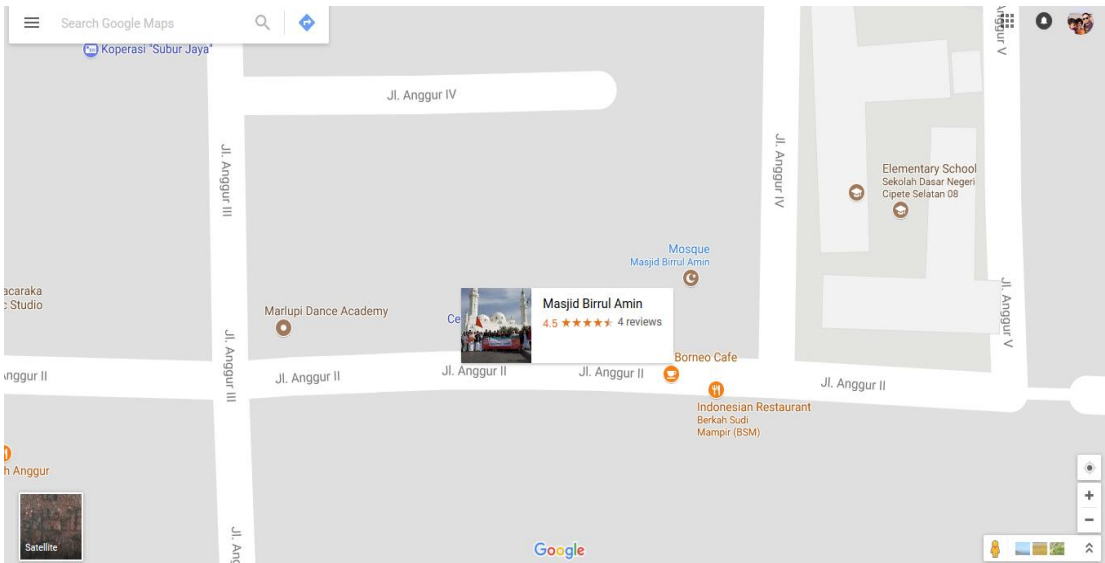 Search Google Maps
Koperasi "Subur Jaya"
Jl. Anggur IV
Anggur V
Jl. Anggur III
Jl. Anggur IV
Elementary School
Sekolah Dasar Negeri
Cipete Selatan 08
Mosque
Masjid Birrul Amin
acaraka
c Studio
Marlupi Dance Academy
Ce
Masjid Birrul Amin
4.5 4 reviews
Jl. Anggur V
Jl. Anggur III
Borneo Cafe
Anggur II
Jl. Anggur II
Jl. Anggur II
Jl. Anggur II
Jl. Anggur II
Indonesian Restaurant
Berkah Sudi
Mampir (BSM)
h Anggur
Jl. Ang
Satellite
Google